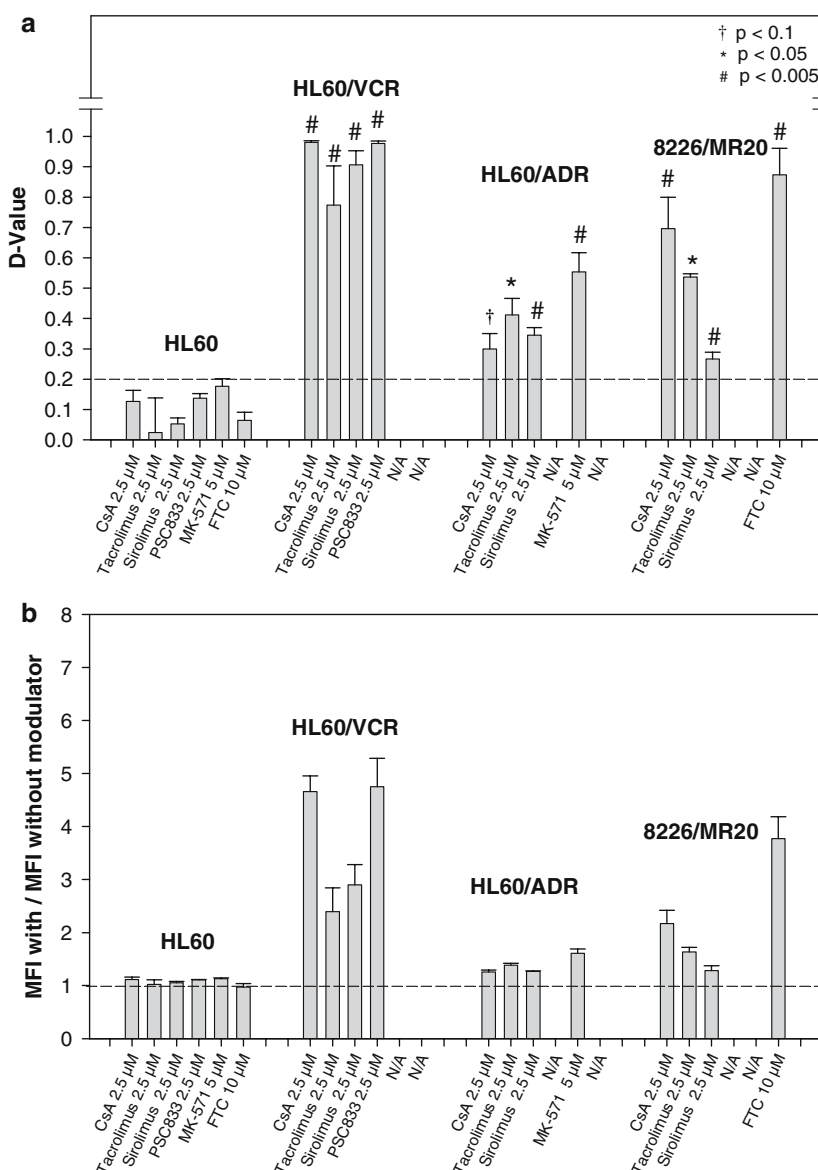 a
† p < 0.1
* p < 0.05
# p < 0.005
HL60/VCR
HL60/ADR
8226/MR20
HL60
# # # #
† * # #
# * # #
D-Value
1.0
0.9
0.8
0.7
0.6
0.5
0.4
0.3
0.2
0.1
0.0
CsA 2.5 µM
Tacrolimus 2.5 µM
Sirolimus 2.5 µM
PSC833 2.5 µM
MK-571 5 µM
FTC 10 µM
CsA 2.5 µM
Tacrolimus 2.5 µM
Sirolimus 2.5 µM
PSC833 2.5 µM
N/A
N/A
CsA 2.5 µM
Tacrolimus 2.5 µM
Sirolimus 2.5 µM
N/A
MK-571 5 µM
N/A
CsA 2.5 µM
Tacrolimus 2.5 µM
Sirolimus 2.5 µM
N/A
N/A
FTC 10 µM
b
MFI with / MFI without modulator
8
7
6
5
4
3
2
1
0
HL60/VCR
8226/MR20
HL60/ADR
HL60
CsA 2.5 µM
Tacrolimus 2.5 µM
Sirolimus 2.5 µM
PSC833 2.5 µM
MK-571 5 µM
FTC 10 µM
CsA 2.5 µM
Tacrolimus 2.5 µM
Sirolimus 2.5 µM
PSC833 2.5 µM
N/A
N/A
CsA 2.5 µM
Tacrolimus 2.5 µM
Sirolimus 2.5 µM
N/A
MK-571 5 µM
N/A
CsA 2.5 µM
Tacrolimus 2.5 µM
Sirolimus 2.5 µM
N/A
N/A
FTC 10 µM